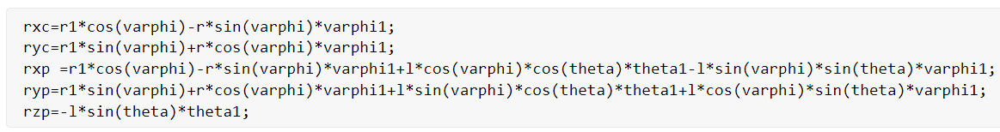 rxc=r1*cos(varphi)-r*sin(varphi)*varphi1;
ryc=r1*sin(varphi)+r*cos(varphi)*varphi1;
rxp =r1*cos(varphi)-r*sin(varphi)*varphi1+l*cos(varphi)*cos(theta)*theta1-l*sin(varphi)*sin(theta)*varphi1;
ryp=r1*sin(varphi)+r*cos(varphi)*varphi1+l*sin(varphi)*cos(theta)*theta1+l*cos(varphi)*sin(theta)*varphi1;
rzp=-l*sin(theta)*theta1;